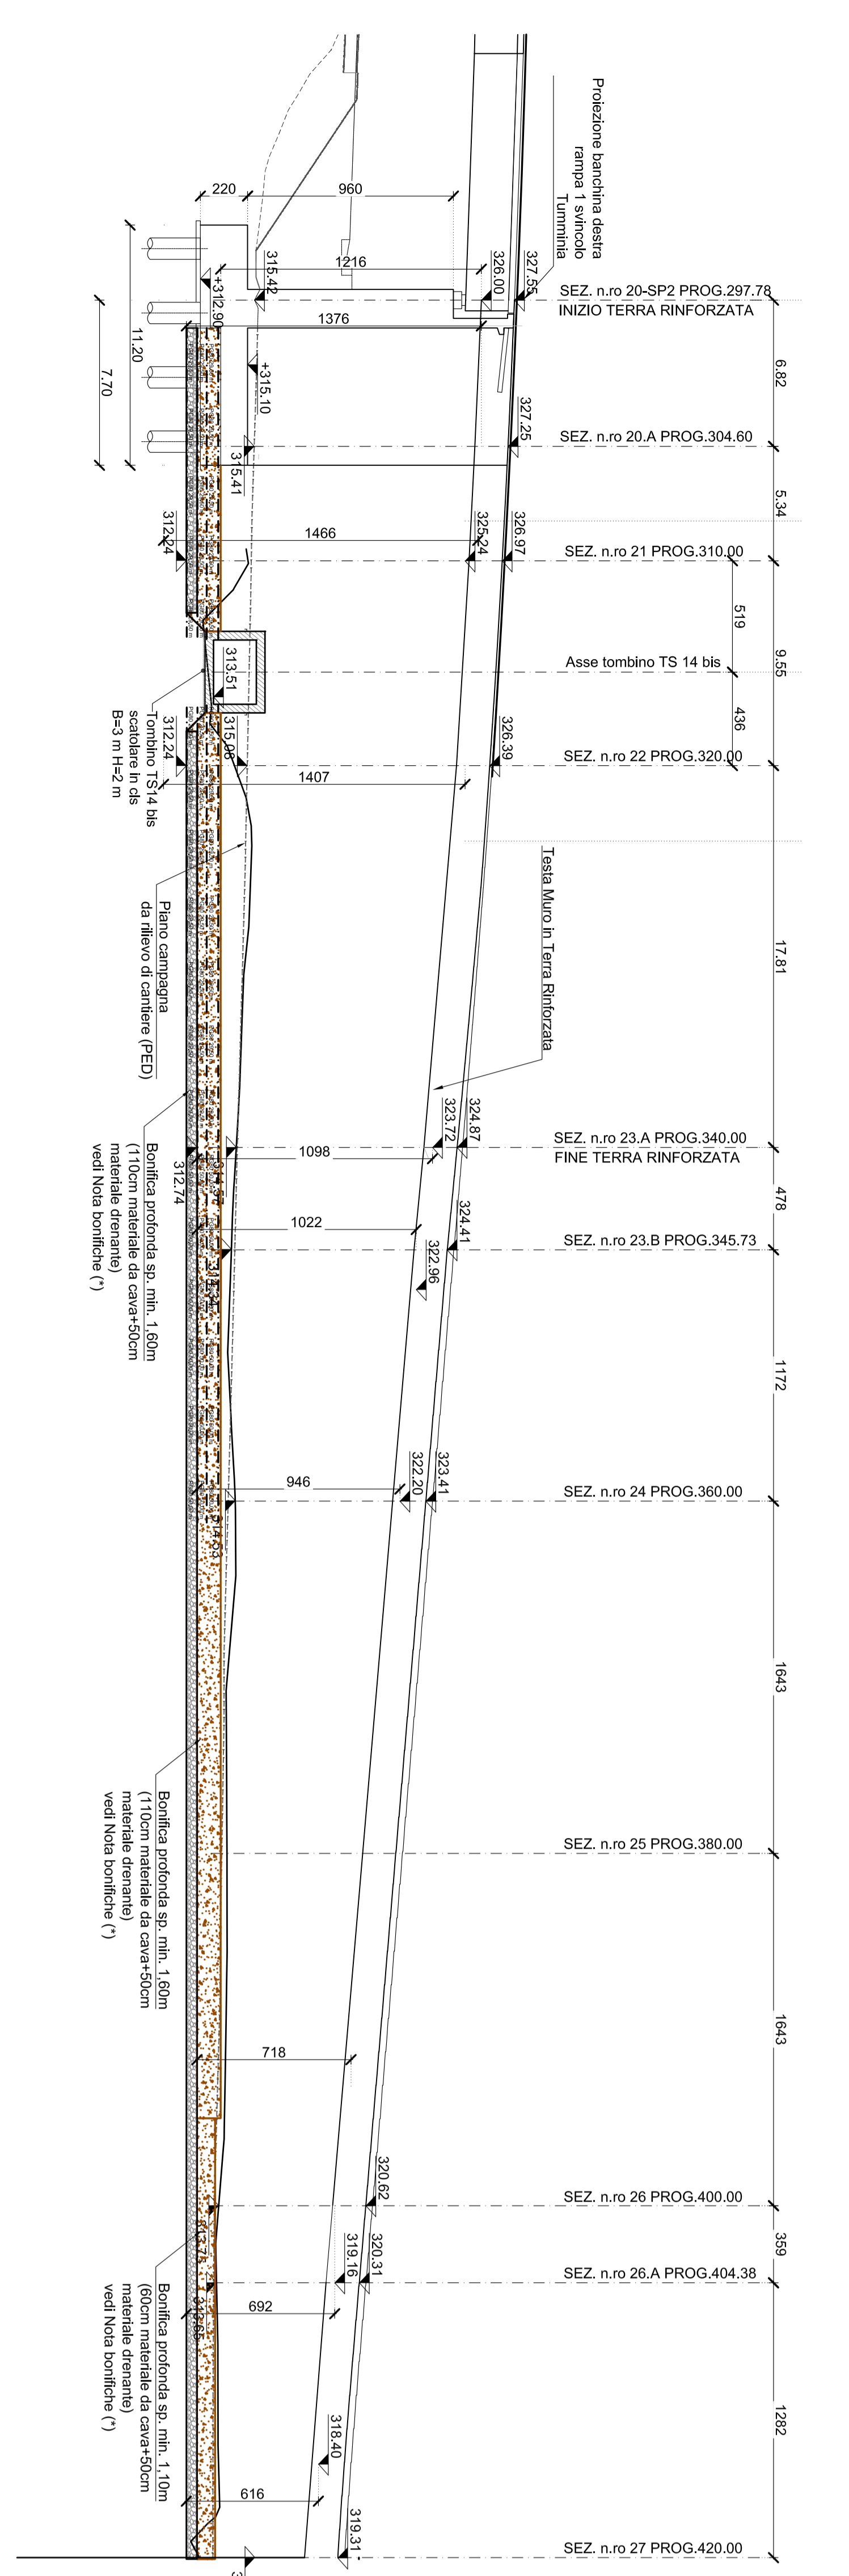 Proiezione banchina destra
rampa 1 svincolo
Tumminia
220
960
1216
1376
11.20
7.70
+312.90
315.42
+315.10
315.41
326.00
327.55
SEZ. n.ro 20-SP2 PROG.297.78
INIZIO TERRA RINFORZATA
6.82
327.25
SEZ. n.ro 20.A PROG.304.60
5.34
312.24
1466
325.24
326.97
SEZ. n.ro 21 PROG.310.00
519
9.55
Asse tombino TS 14 bis
436
313.51
Tombino TS14 bis
scatolare in cls
B=3 m H=2 m
312.24
315.06
326.39
SEZ. n.ro 22 PROG.320.00
1407
Testa Muro in Terra Rinforzata
Piano campagna
da rilievo di cantiere (PED)
17.81
323.72
324.87
SEZ. n.ro 23.A PROG.340.00
FINE TERRA RINFORZATA
1098
312.74
Bonifica profonda sp. min. 1,60m
(110cm materiale da cava+50cm
materiale drenante)
vedi Nota bonifiche (*)
478
1022
324.41
322.96
SEZ. n.ro 23.B PROG.345.73
1172
946
322.20
323.41
SEZ. n.ro 24 PROG.360.00
1643
Bonifica profonda sp. min. 1,60m
(110cm materiale da cava+50cm
materiale drenante)
vedi Nota bonifiche (*)
SEZ. n.ro 25 PROG.380.00
1643
718
320.62
SEZ. n.ro 26 PROG.400.00
359
319.16
320.31
SEZ. n.ro 26.A PROG.404.38
313.65
692
Bonifica profonda sp. min. 1,10m
(60cm materiale da cava+50cm
materiale drenante)
vedi Nota bonifiche (*)
1282
318.40
616
319.31
SEZ. n.ro 27 PROG.420.00